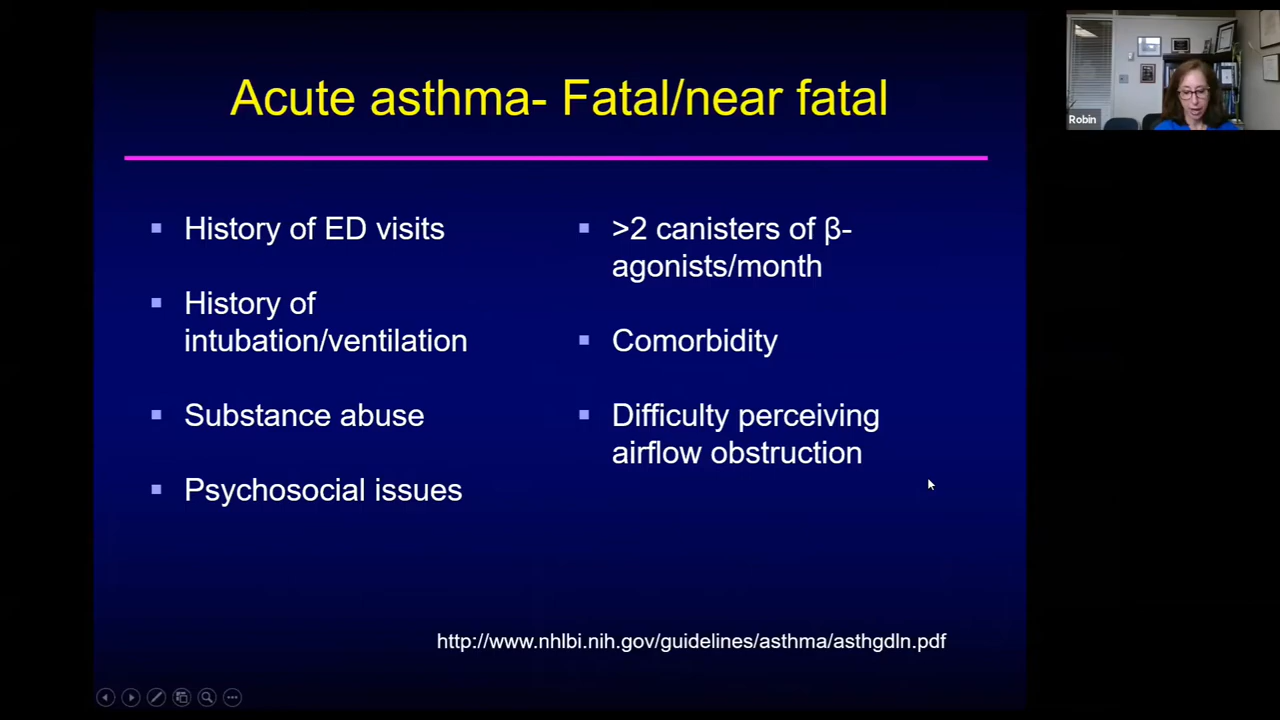 Acute asthma- Fatal/near fatal
History of ED visits
History of
intubation/ventilation
Substance abuse
Psychosocial issues
>2 canisters of β-
agonists/month
Comorbidity
Difficulty perceiving
airflow obstruction
http://www.nhlbi.nih.gov/guidelines/asthma/asthgdln.pdf
Robin